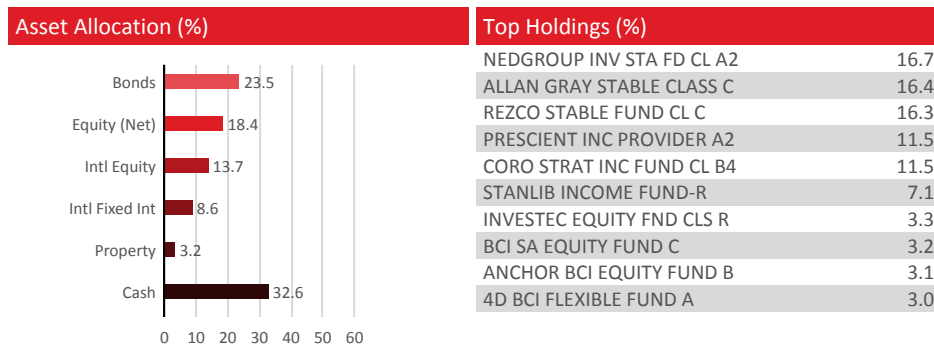 Asset Allocation (%)
Bonds 23.5
Equity (Net) 18.4
Intl Equity 13.7
Intl Fixed Int 8.6
Property 3.2
Cash 32.6
0 10 20 30 40 50 60
Top Holdings (%)
NEDGROUP INV STA FD CL A2 16.7
ALLAN GRAY STABLE CLASS C 16.4
REZCO STABLE FUND CL C 16.3
PRESCIENT INC PROVIDER A2 11.5
CORO STRAT INC FUND CL B4 11.5
STANLIB INCOME FUND-R 7.1
INVESTEC EQUITY FND CLS R 3.3
BCI SA EQUITY FUND C 3.2
ANCHOR BCI EQUITY FUND B 3.1
4D BCI FLEXIBLE FUND A 3.0